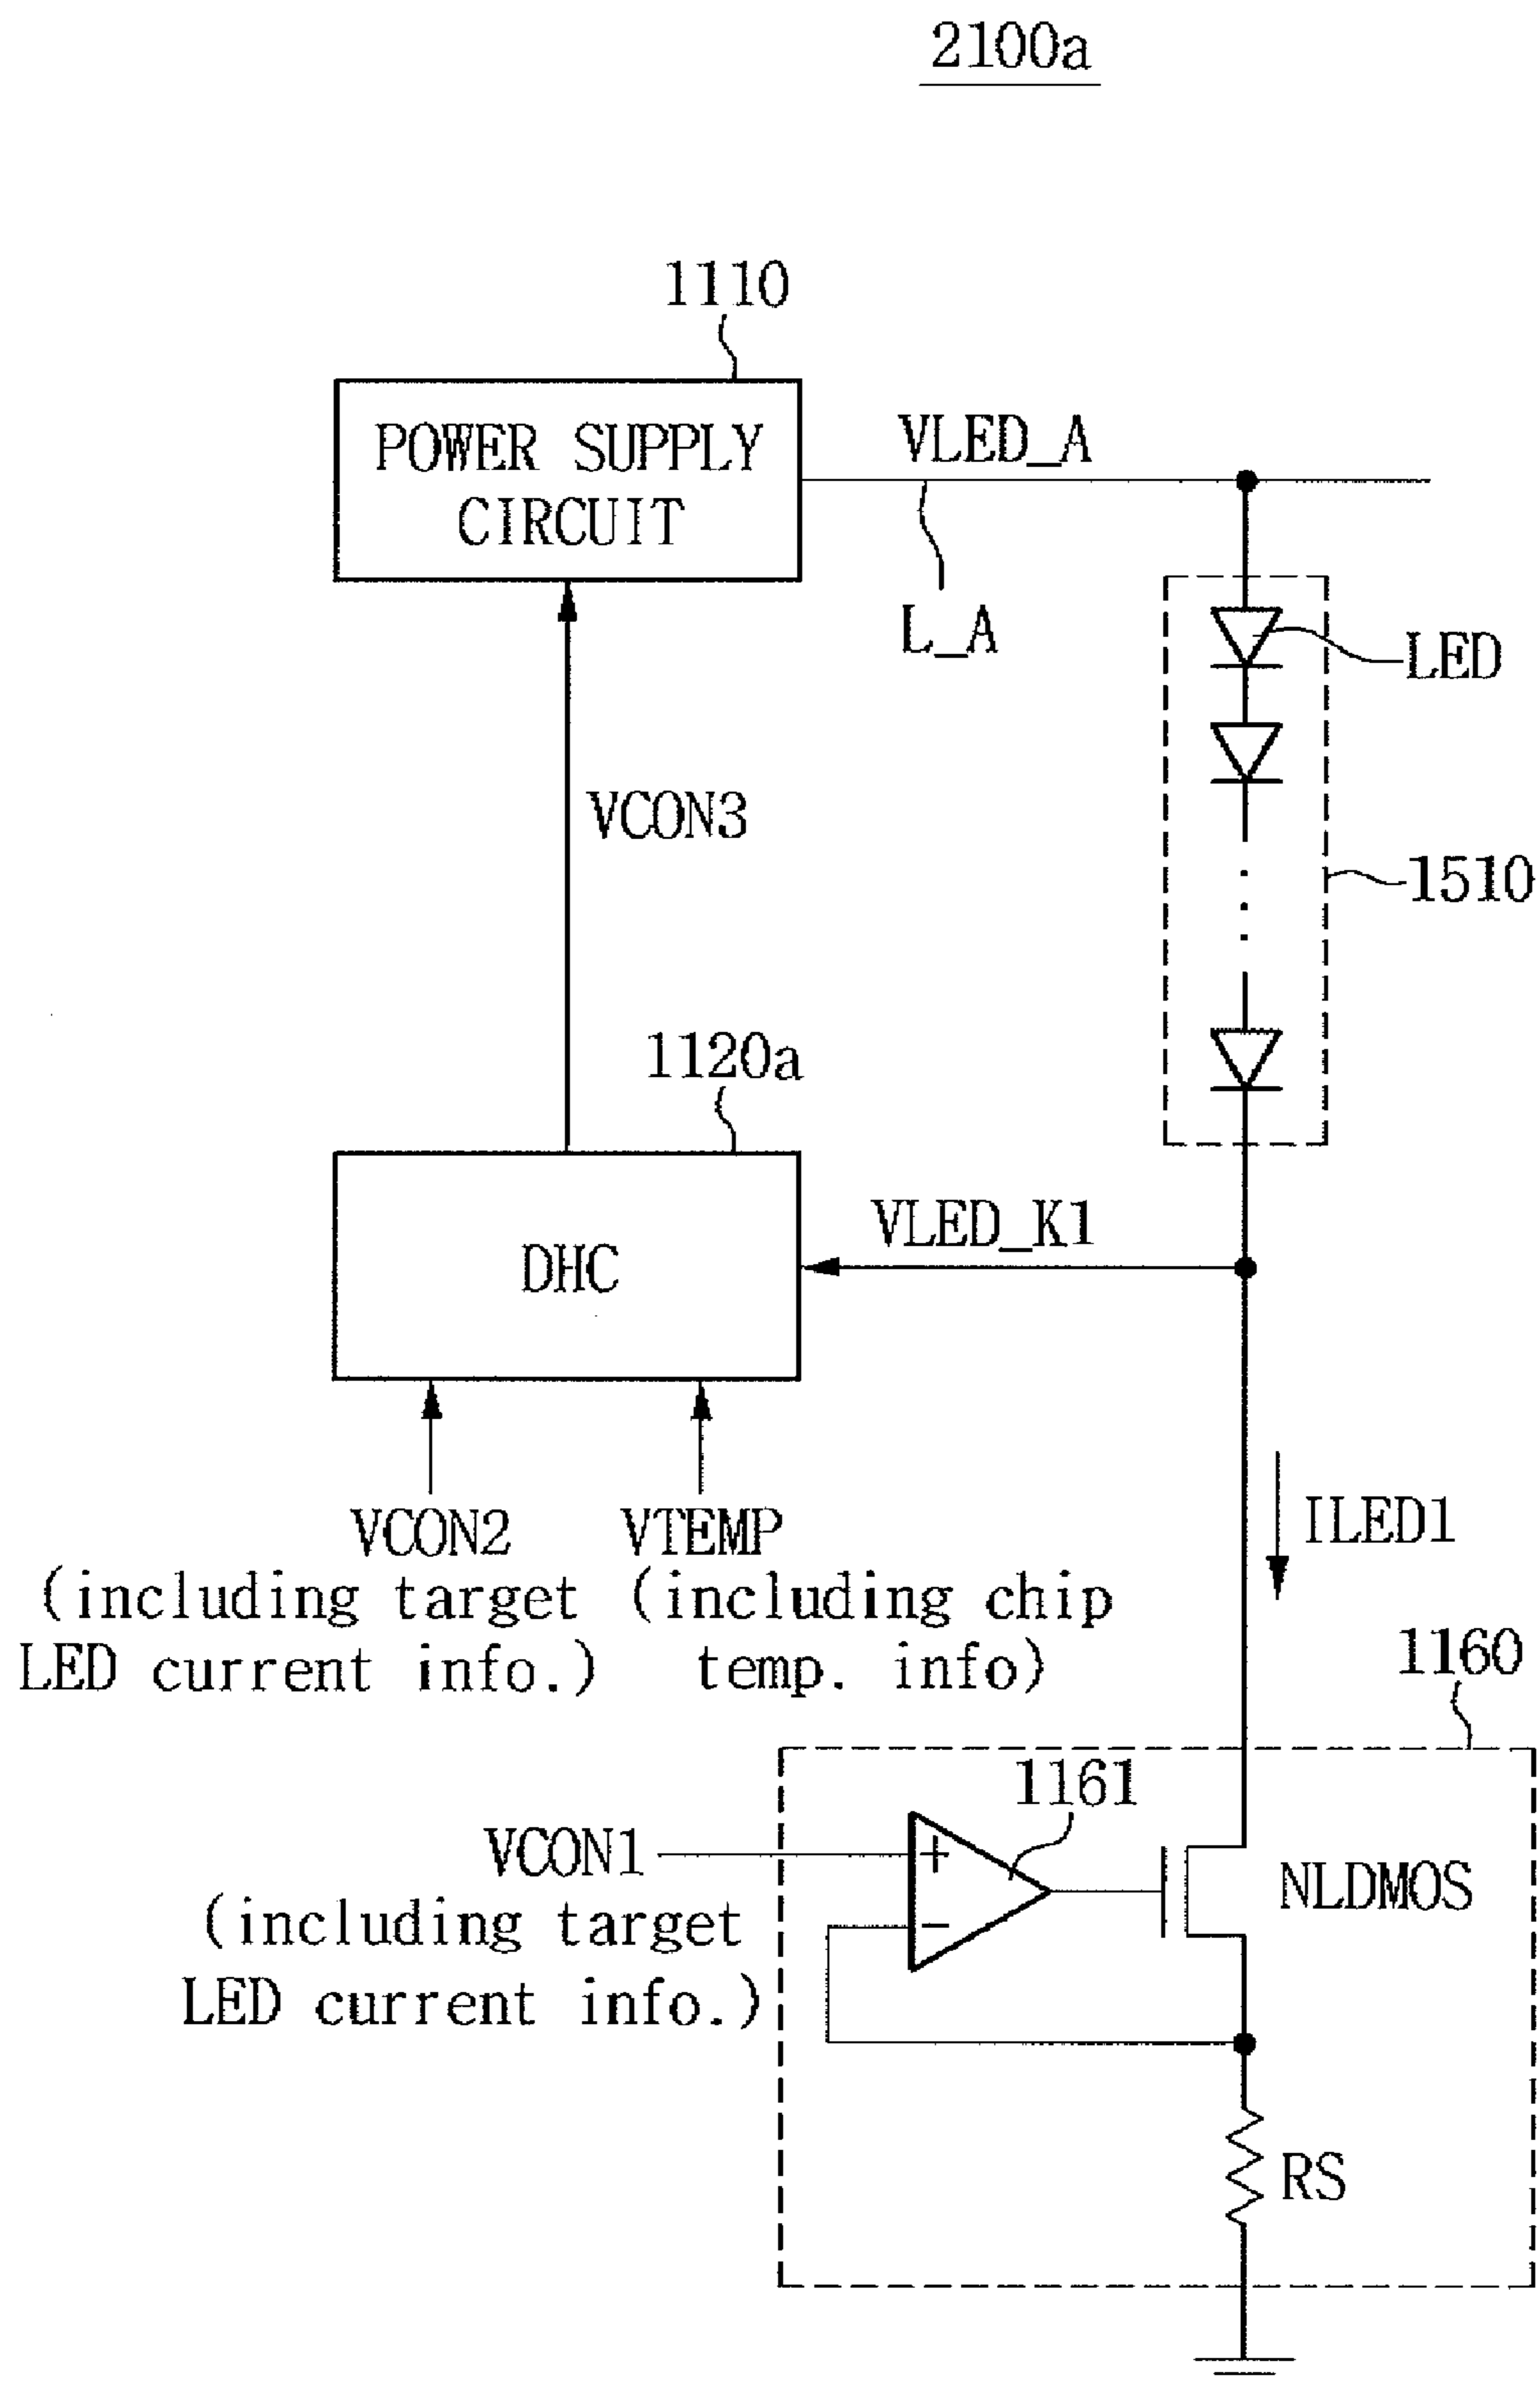 2100a
1110
POWER SUPPLY
CIRCUIT
VLED_A
L_A
LED
VCON3
1510
1120a
DHC
VLED_K1
VCON2
(including target
LED current info.)
VTEMP
(including chip
temp. info)
ILED1
1160
1161
VCON1
(including target
LED current info.)
+
−
NLDMOS
RS